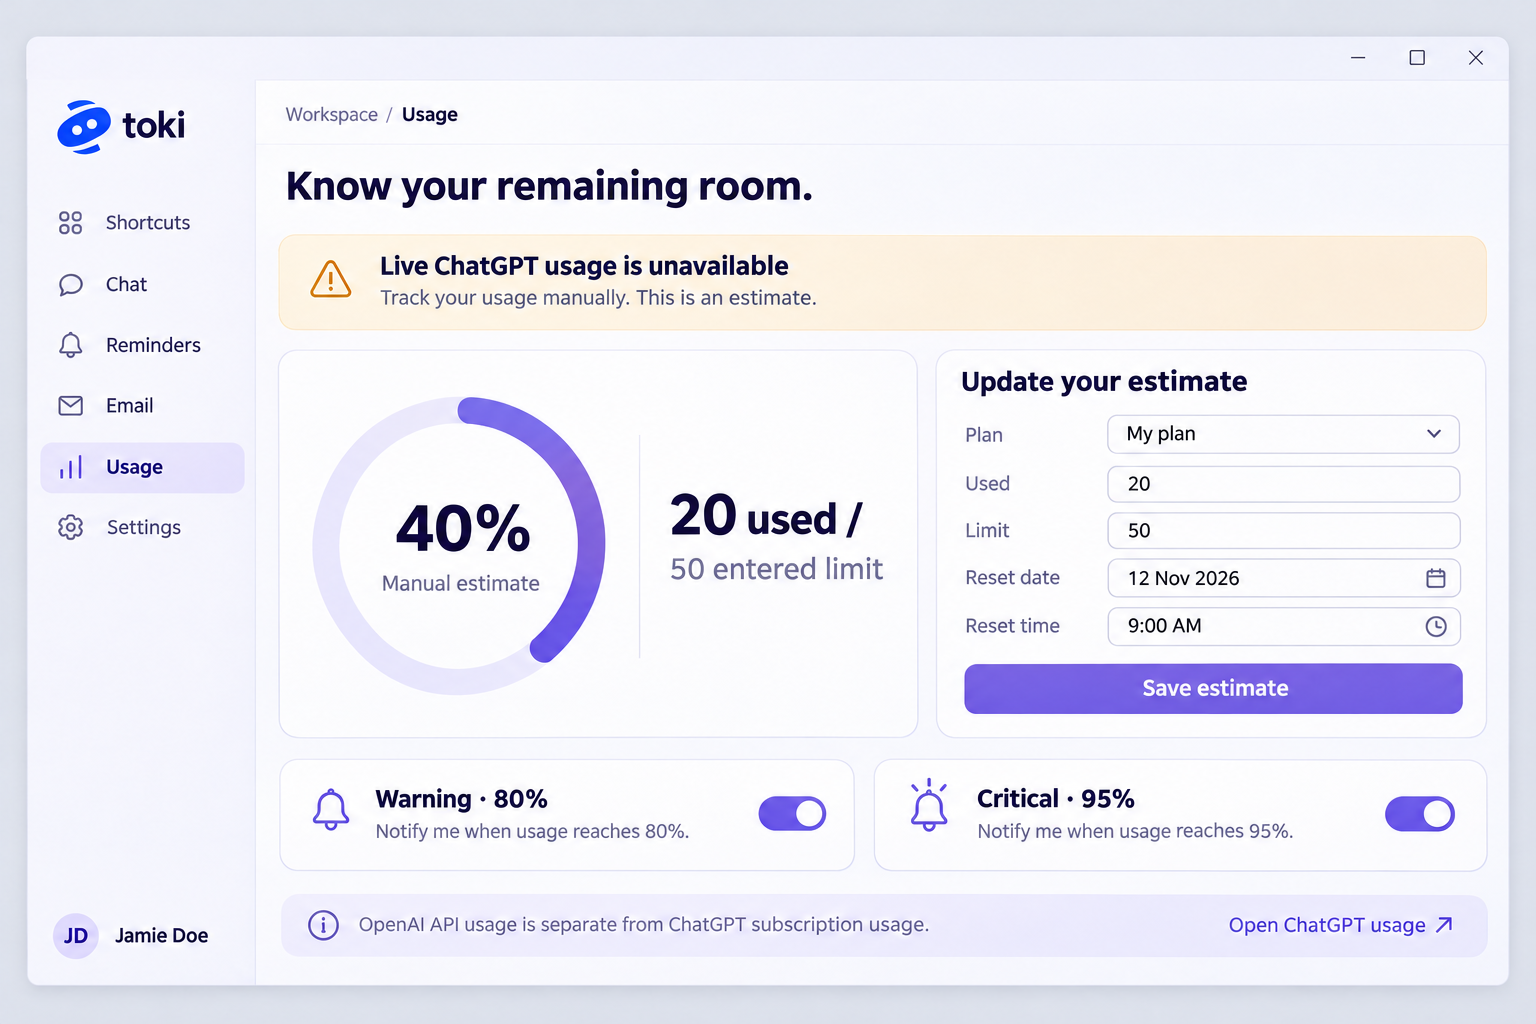 toki
Shortcuts
Chat
Reminders
Email
Usage
Settings
JD
Jamie Doe
Workspace / Usage
Know your remaining room.
Live ChatGPT usage is unavailable
Track your usage manually. This is an estimate.
40%
Manual estimate
20 used /
50 entered limit
Update your estimate
Plan
My plan
Used
20
Limit
50
Reset date
12 Nov 2026
Reset time
9:00 AM
Save estimate
Warning · 80%
Notify me when usage reaches 80%.
Critical · 95%
Notify me when usage reaches 95%.
OpenAI API usage is separate from ChatGPT subscription usage.
Open ChatGPT usage